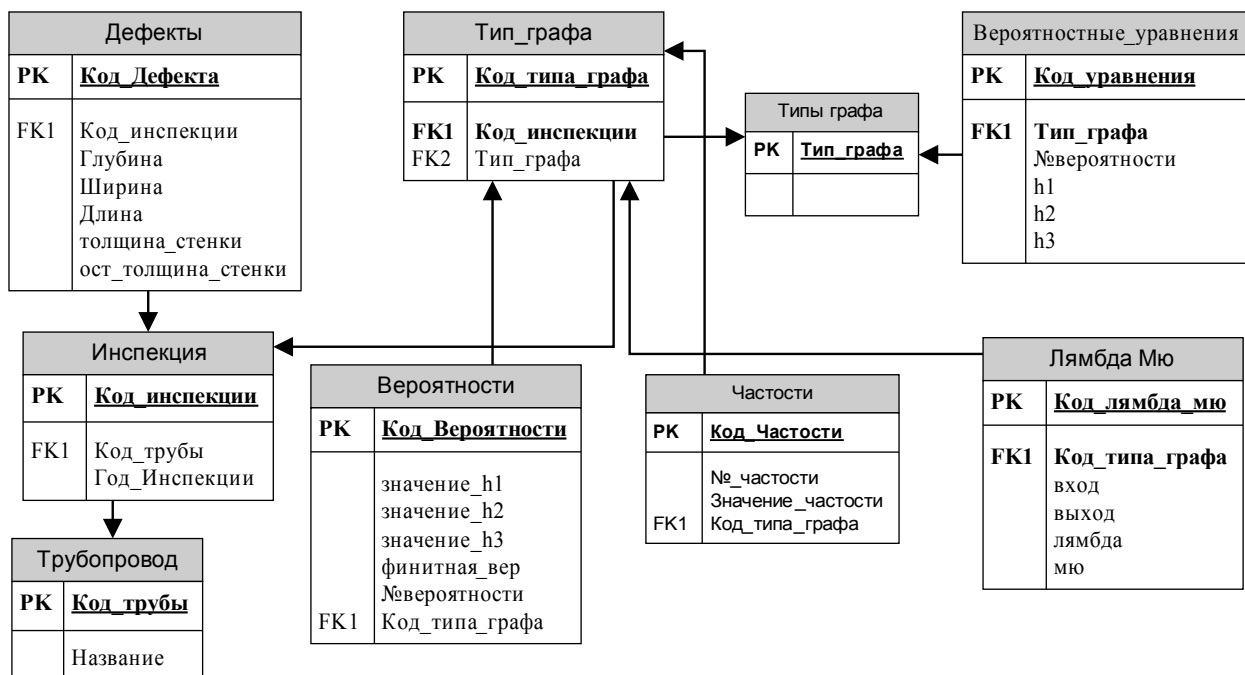 Дефекты
PK Код_Дефекта
FK1 Код_инспекции
Глубина
Ширина
Длина
толщина_стенки
ост_толщина_стенки
Тип_графа
PK Код_типа_графа
FK1 Код_инспекции
FK2 Тип_графа
Типы графа
PK Тип_графа
Вероятностные_уравнения
PK Код_уравнения
FK1 Тип_графа
№вероятности
h1
h2
h3
Инспекция
PK Код_инспекции
FK1 Код_трубы
Год_Инспекции
Вероятности
PK Код_Вероятности
значение_h1
значение_h2
значение_h3
финитная_вер
№вероятности
FK1 Код_типа_графа
Частости
PK Код_Частости
№_частости
Значение_частости
FK1 Код_типа_графа
Лямбда Мю
PK Код_лямбда_мю
FK1 Код_типа_графа
вход
выход
лямбда
мю
Трубопровод
PK Код_трубы
Название